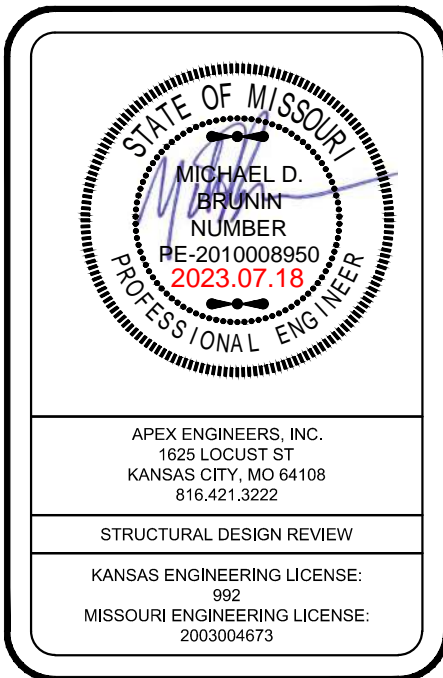 STATE OF MISSOURI
MICHAEL D.
BRUNIN
NUMBER
PE-2010008950
2023.07.18
PROFESSIONAL ENGINEER
APEX ENGINEERS, INC.
1625 LOCUST ST
KANSAS CITY, MO 64108
816.421.3222
STRUCTURAL DESIGN REVIEW
KANSAS ENGINEERING LICENSE:
992
MISSOURI ENGINEERING LICENSE:
2003004673